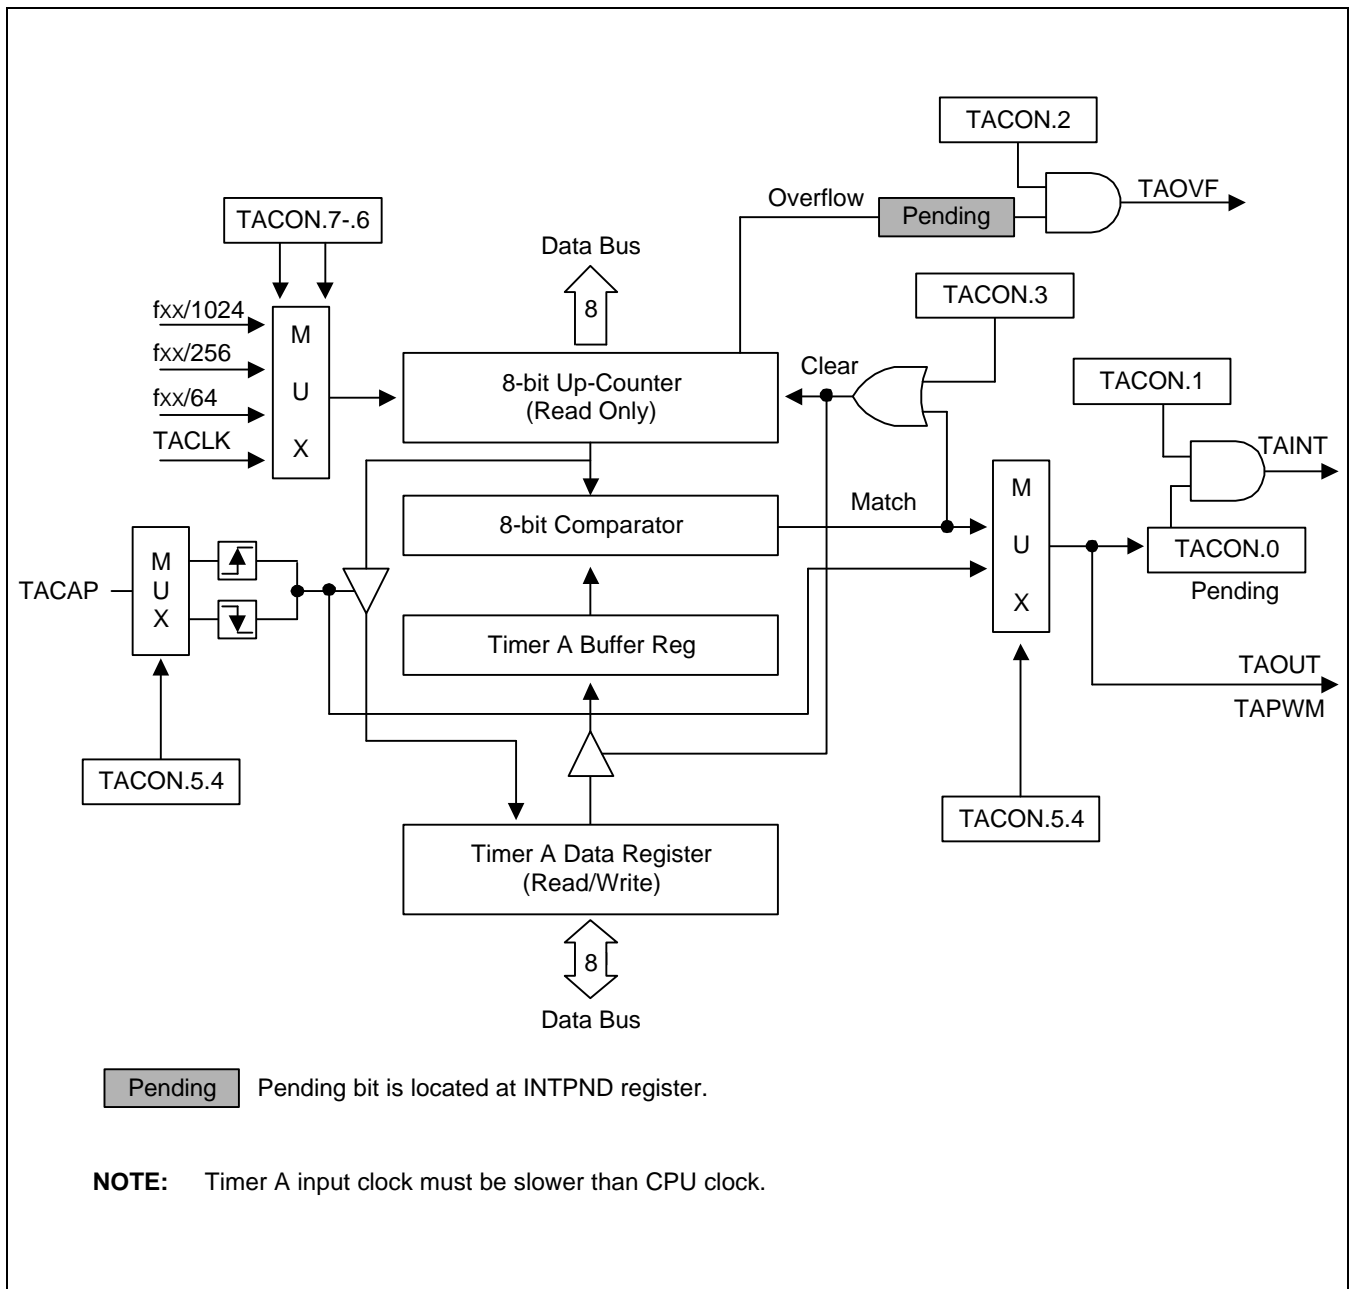 TACON.2
TAOVF
Overflow
Pending
TACON.7-.6
Data Bus
8
TACON.3
fxx/1024
fxx/256
fxx/64
TACLK
M
U
X
8-bit Up-Counter
(Read Only)
Clear
TACON.1
TAINT
8-bit Comparator
Match
M
U
X
TACON.0
Pending
TACAP
M
U
X
Timer A Buffer Reg
TAOUT
TAPWM
TACON.5.4
TACON.5.4
Timer A Data Register
(Read/Write)
8
Data Bus
Pending Pending bit is located at INTPND register.
NOTE: Timer A input clock must be slower than CPU clock.